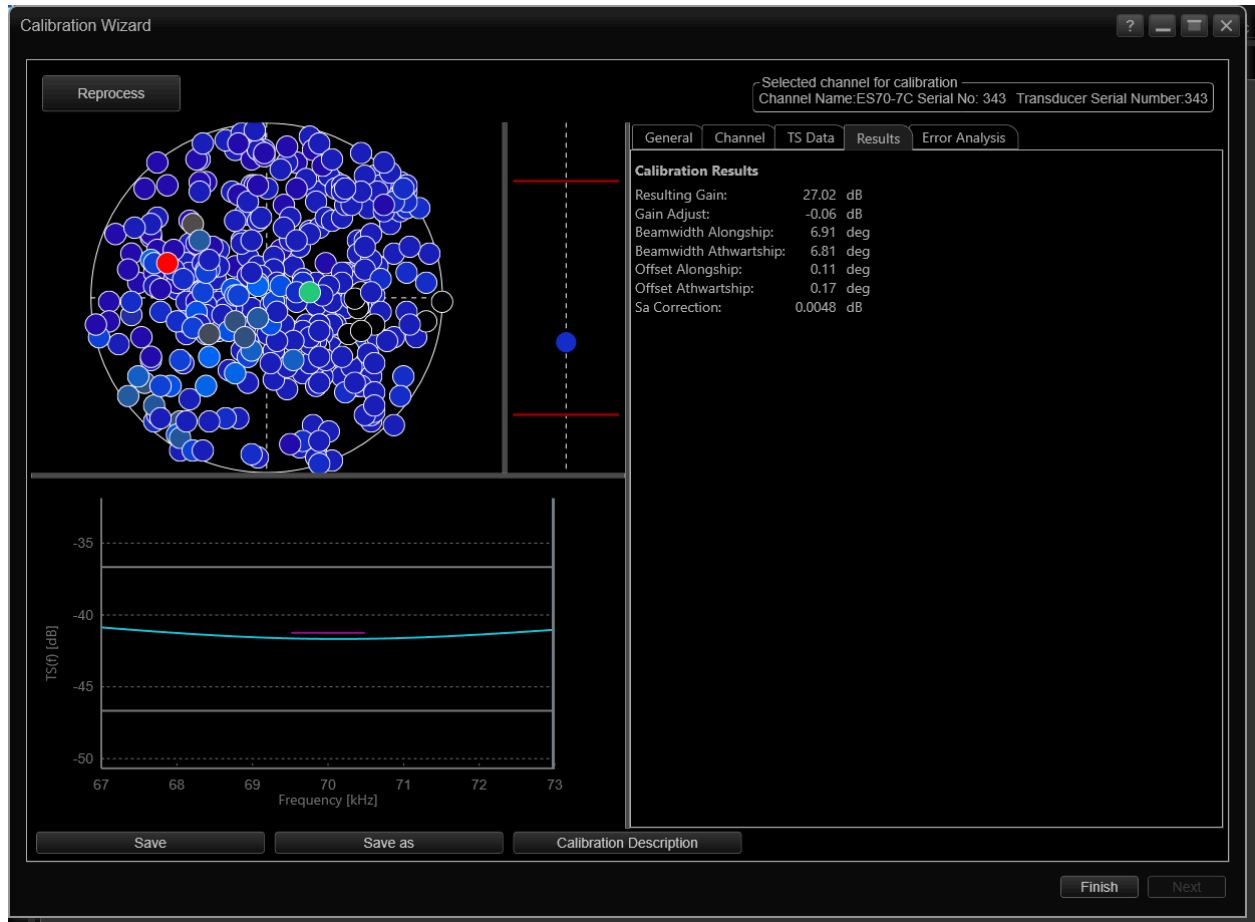 Calibration Wizard
?
Reprocess
Selected channel for calibration
Channel Name:ES70-7C Serial No: 343 Transducer Serial Number:343
General Channel TS Data Results Error Analysis
Calibration Results
Resulting Gain: 27.02 dB
Gain Adjust: -0.06 dB
Beamwidth Alongship: 6.91 deg
Beamwidth Athwartship: 6.81 deg
Offset Alongship: 0.11 deg
Offset Athwartship: 0.17 deg
Sa Correction: 0.0048 dB
-35
-40
-45
-50
TS(f) [dB]
67 68 69 70 71 72 73
Frequency [kHz]
Save Save as Calibration Description
Finish Next